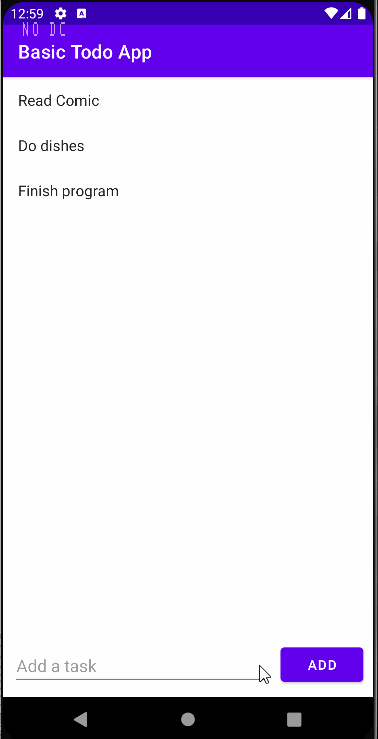 12:59
NO DC
Basic Todo App
Read Comic
Do dishes
Finish program
Add a task
ADD